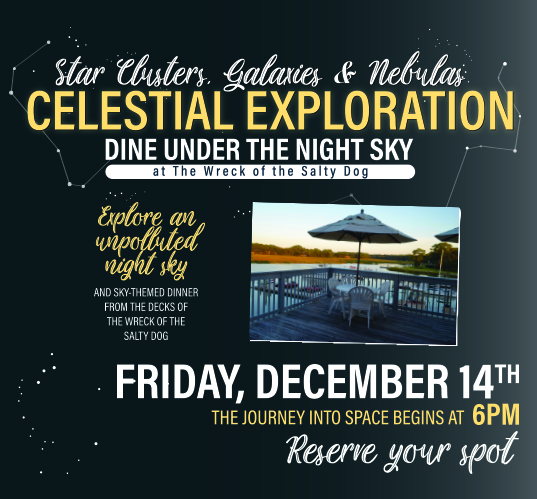 Star Clusters, Galaxies & Nebulas
CELESTIAL EXPLORATION
DINE UNDER THE NIGHT SKY
at The Wreck of the Salty Dog
Explore an
unpolluted
night sky
AND SKY-THEMED DINNER
FROM THE DECKS OF
THE WRECK OF THE
SALTY DOG
FRIDAY, DECEMBER 14TH
THE JOURNEY INTO SPACE BEGINS AT 6PM
Reserve your spot